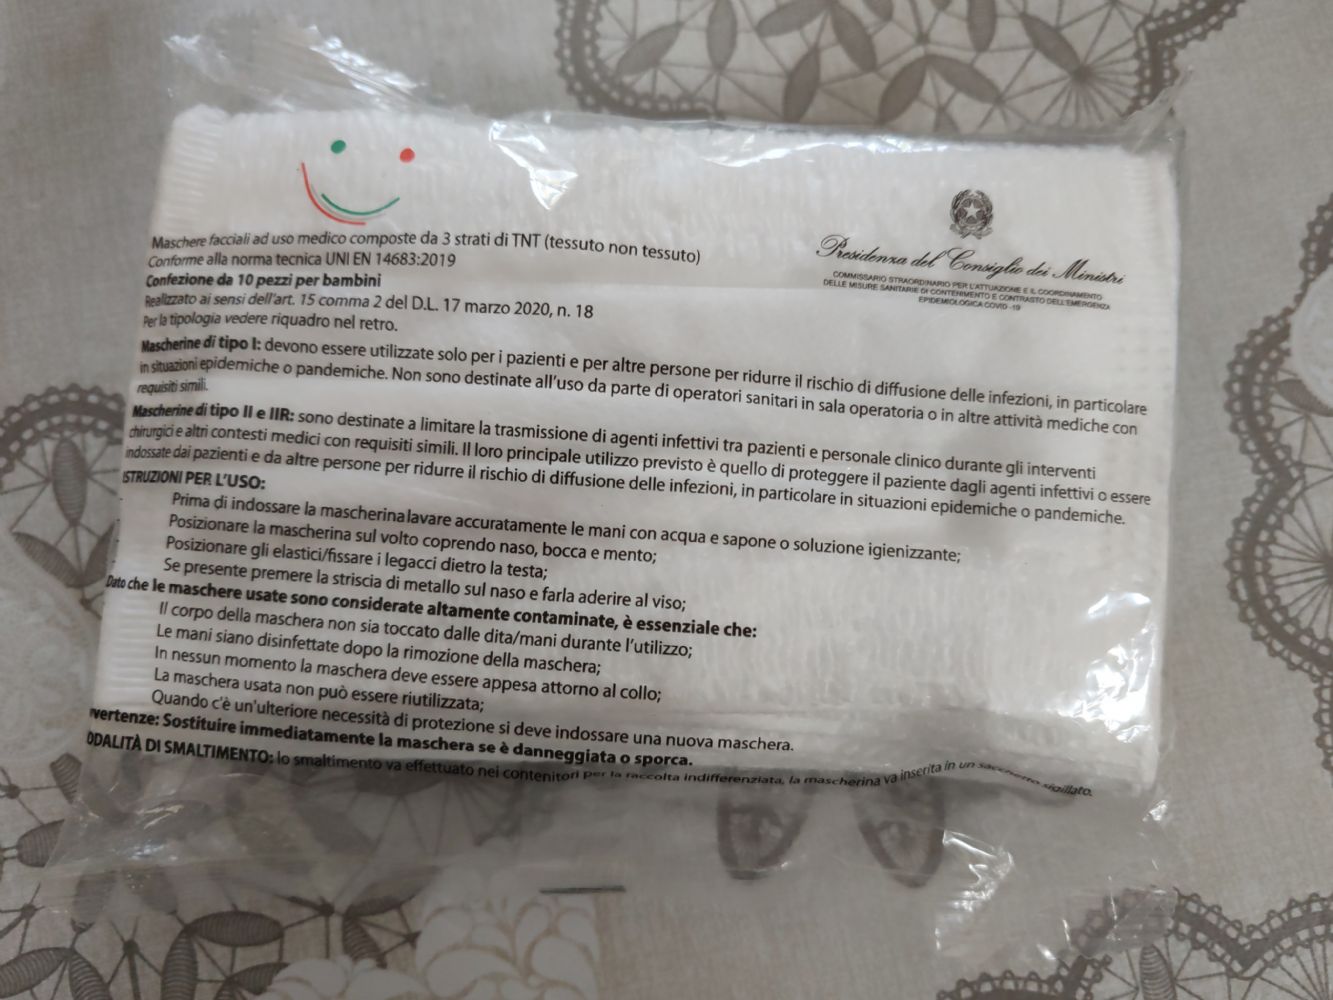 Maschere facciali ad uso medico composte da 3 strati di TNT (tessuto non tessuto)
Conforme alla norma tecnica UNI EN 14683:2019
Confezione da 10 pezzi per bambini
Realizzato ai sensi dell'art. 15 comma 2 del D.L. 17 marzo 2020, n. 18
Per la tipologia vedere riquadro nel retro.
Presidenza del Consiglio dei Ministri
COMMISSARIO STRAORDINARIO PER L'ATTUAZIONE E IL COORDINAMENTO
DELLE MISURE SANITARIE DI CONTENIMENTO E CONTRASTO DELL'EMERGENZA
EPIDEMIOLOGICA COVID -19
Mascherine di tipo I: devono essere utilizzate solo per i pazienti e per altre persone per ridurre il rischio di diffusione delle infezioni, in particolare
in situazioni epidemiche o pandemiche. Non sono destinate all'uso da parte di operatori sanitari in sala operatoria o in altre attività mediche con
requisiti simili.
Mascherine di tipo II e IIR: sono destinate a limitare la trasmissione di agenti infettivi tra pazienti e personale clinico durante gli interventi
chirurgici e altri contesti medici con requisiti simili. Il loro principale utilizzo previsto è quello di proteggere il paziente dagli agenti infettivi o essere
indossate dai pazienti e da altre persone per ridurre il rischio di diffusione delle infezioni, in particolare in situazioni epidemiche o pandemiche.
ISTRUZIONI PER L'USO:
Prima di indossare la mascherina lavare accuratamente le mani con acqua e sapone o soluzione igienizzante;
Posizionare la mascherina sul volto coprendo naso, bocca e mento;
Posizionare gli elastici/fissare i legacci dietro la testa;
Se presente premere la striscia di metallo sul naso e farla aderire al viso;
Dato che le maschere usate sono considerate altamente contaminate, è essenziale che:
Il corpo della maschera non sia toccato dalle dita/mani durante l'utilizzo;
Le mani siano disinfettate dopo la rimozione della maschera;
In nessun momento la maschera deve essere appesa attorno al collo;
La maschera usata non può essere riutilizzata;
Quando c'è un'ulteriore necessità di protezione si deve indossare una nuova maschera.
vvertenze: Sostituire immediatamente la maschera se è danneggiata o sporca.
ODALITÀ DI SMALTIMENTO: lo smaltimento va effettuato nei contenitori per la raccolta indifferenziata, la mascherina va inserita in un sacchetto sigillato.